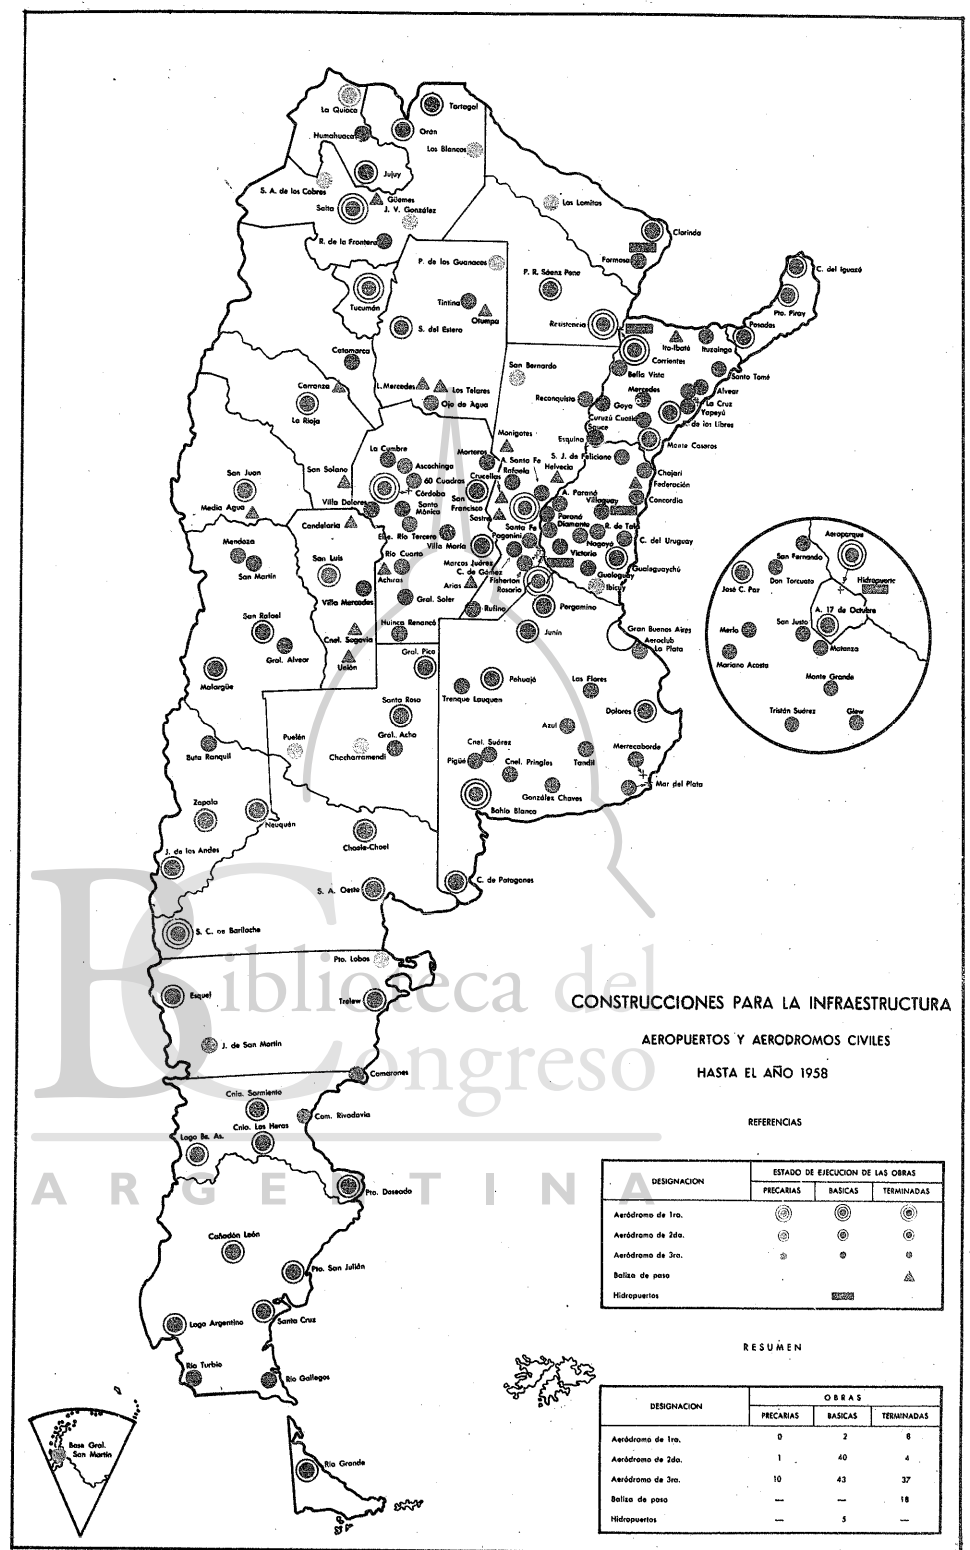 La Quiaca
Tartagal
Humahuaca
Orán
Los Blancos
Jujuy
S. A. de los Cobres
Güemes
Salta
J. V. González
Las Lomitas
R. de la Frontera
Clorinda
Formosa
P. de los Guanacos
P. R. Sáenz Pena
C. del Iguazú
Tucumán
Tintina
Otumpa
Pto. Piray
S. del Estero
Resistencia
Posadas
Ita-Ibaté
Ituzaingo
Corrientes
Catamarca
San Bernardo
Bella Vista
Santo Tomé
Carranza
L. Mercedes
Los Telares
Mercedes
Alvear
La Rioja
Ojo de Agua
Reconquista
Goya
La Cruz
Yapeyú
Curuzú Cuatiá
Sauce
P. de los Libres
Monigotes
Esquina
Monte Caseros
La Cumbre
Morteros
A. Santa Fe
S. J. de Feliciano
San Juan
San Solano
Ascochinga
Rafaela
Helvecia
Chajarí
60 Cuadras
Crucellas
Federación
Córdoba
San
Francisco
A. Paraná
Villaguay
Concordia
Media Agua
Villa Dolores
Santa
Mónica
Sastre
Paraná
Candelaria
Santa Fe
Diamante
R. de Tala
Mendoza
Ebe. Río Tercero
Villa María
Paganini
Nogoyá
C. del Uruguay
San Luis
Río Cuarto
Marcos Juárez
Victoria
San Martín
C. de Gómez
Fisherton
Gualeguaychú
Achiras
Arias
Rosario
Gualeguay
Ibicuy
Villa Mercedes
Gral. Soler
Rufino
Pergamino
San Rafael
Huinca Renancó
Junín
Gran Buenos Aires
Cnel. Segovia
Aeroclub
La Plata
Gral. Alvear
Unión
Gral. Pico
Malargüe
Pehuajó
Las Flores
Trenque Lauquen
Santa Rosa
Dolores
Puelén
Gral. Acha
Azul
Buta Ranquil
Chacharramendi
Cnel. Suárez
Merrecaborde
Pigüé
Cnel. Pringles
Tandil
González Chaves
Mar del Plata
Zapala
Neuquén
Bahía Blanca
Choele-Choel
J. de los Andes
S. A. Oeste
C. de Patagones
S. C. de Bariloche
Pto. Lobos
Esquel
Trelew
J. de San Martín
Camarones
Cnia. Sarmiento
Com. Rivadavia
Cnia. Las Heras
Lago Bs. As.
Pto. Deseado
Cañadón León
Pto. San Julián
Lago Argentino
Santa Cruz
Río Turbio
Río Gallegos
Río Grande
Base Gral.
San Martín
Aeroparque
San Fernando
José C. Paz
Don Torcuato
Hidropuerto
A. 17 de Octubre
Merlo
San Justo
Mariano Acosta
Matanza
Monte Grande
Tristán Suárez
Glew
Biblioteca del
Congreso
ARGENTINA
CONSTRUCCIONES PARA LA INFRAESTRUCTURA
AEROPUERTOS Y AERODROMOS CIVILES
HASTA EL AÑO 1958
REFERENCIAS
DESIGNACION
ESTADO DE EJECUCION DE LAS OBRAS
PRECARIAS BASICAS TERMINADAS
Aeródromo de 1ra.
Aeródromo de 2da.
Aeródromo de 3ra.
Baliza de paso
Hidropuertos
RESUMEN
DESIGNACION
OBRAS
PRECARIAS BASICAS TERMINADAS
Aeródromo de 1ra. 0 2 8
Aeródromo de 2da. 1 40 4
Aeródromo de 3ra. 10 43 37
Baliza de paso — — 18
Hidropuertos — 5 —